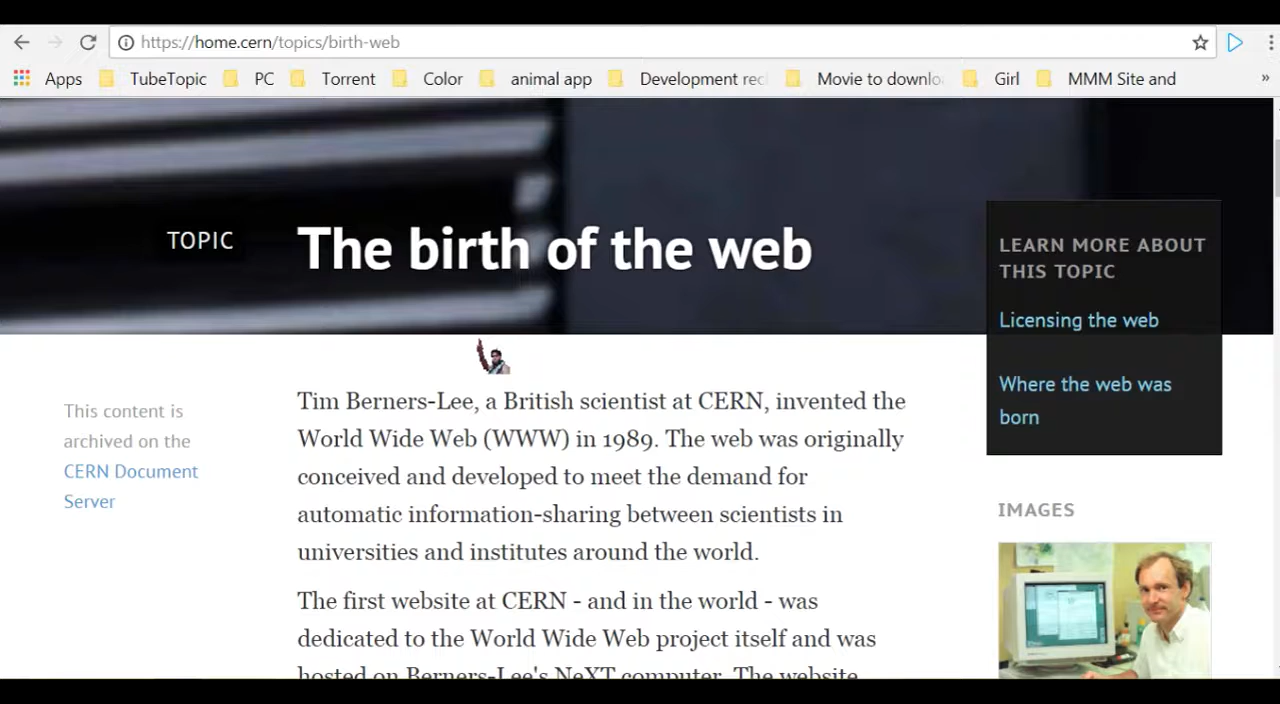 https://home.cern/topics/birth-web
Apps TubeTopic PC Torrent Color animal app Development rec Movie to downlo Girl MMM Site and »
TOPIC
The birth of the web
LEARN MORE ABOUT
THIS TOPIC
Licensing the web
Where the web was
born
This content is
archived on the
CERN Document
Server
Tim Berners-Lee, a British scientist at CERN, invented the
World Wide Web (WWW) in 1989. The web was originally
conceived and developed to meet the demand for
automatic information-sharing between scientists in
universities and institutes around the world.
The first website at CERN - and in the world - was
dedicated to the World Wide Web project itself and was
hosted on Berners-Lee's NeXT computer. The website
IMAGES